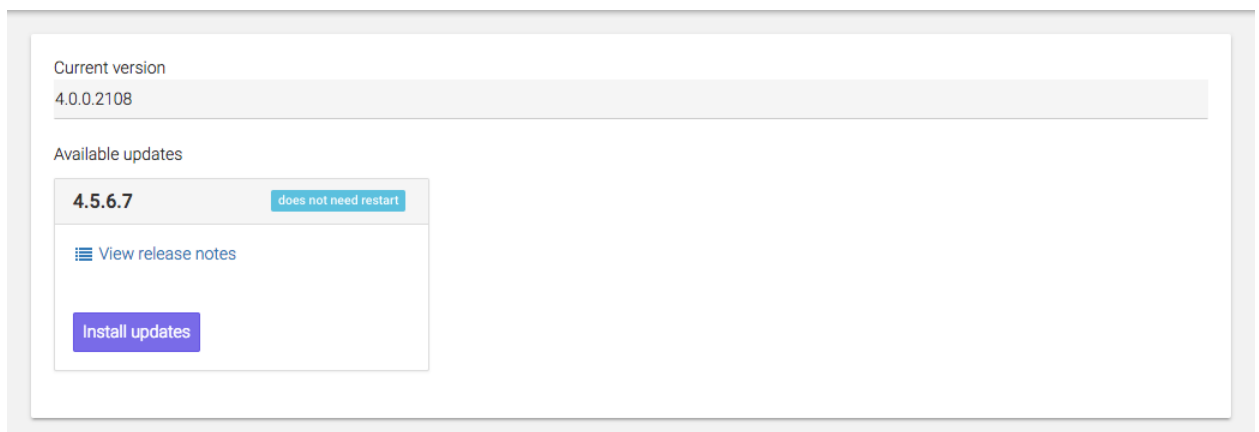 Current version
4.0.0.2108
Available updates
4.5.6.7
does not need restart
View release notes
Install updates